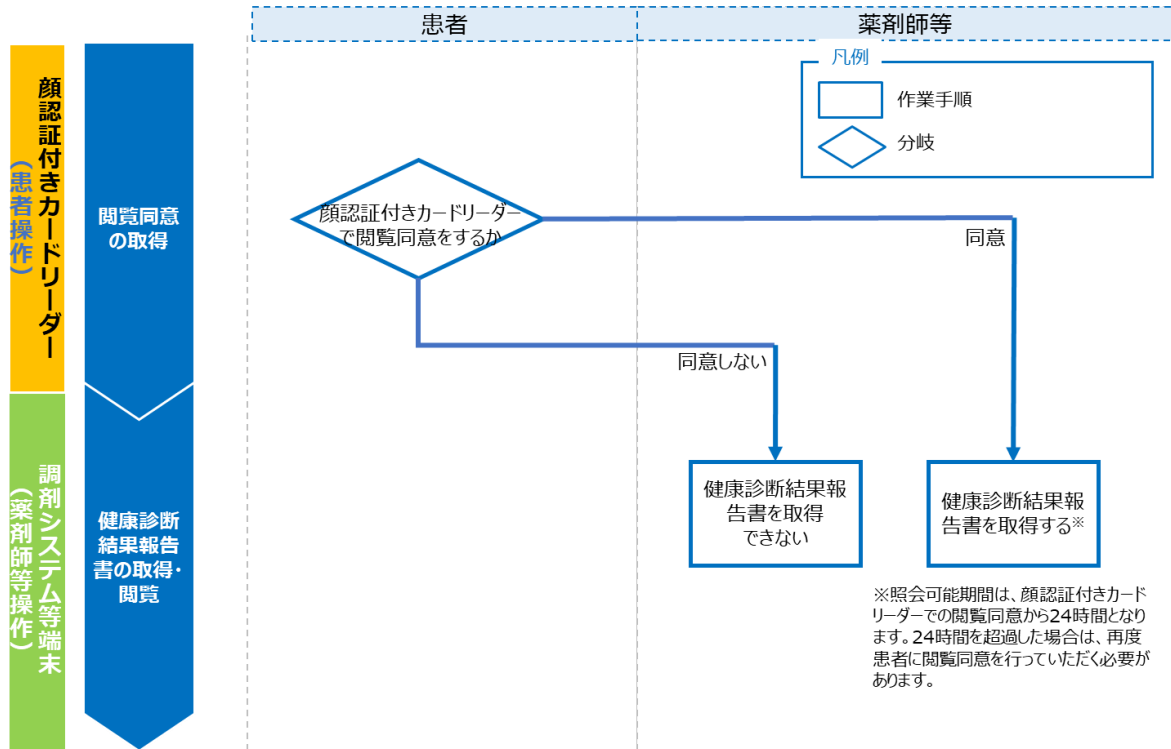 患者
薬剤師等
凡例
作業手順
分岐
顔認証付きカードリーダー
(患者操作)
閲覧同意
の取得
顔認証付きカードリーダー
で閲覧同意をするか
同意
同意しない
調剤システム等端末
(薬剤師等操作)
健康診断
結果報告
書の取得・
閲覧
健康診断結果報
告書を取得
できない
健康診断結果報
告書を取得する※
※照会可能期間は、顔認証付きカード
リーダーでの閲覧同意から24時間となり
ます。24時間を超過した場合は、再度
患者に閲覧同意を行っていただく必要が
あります。